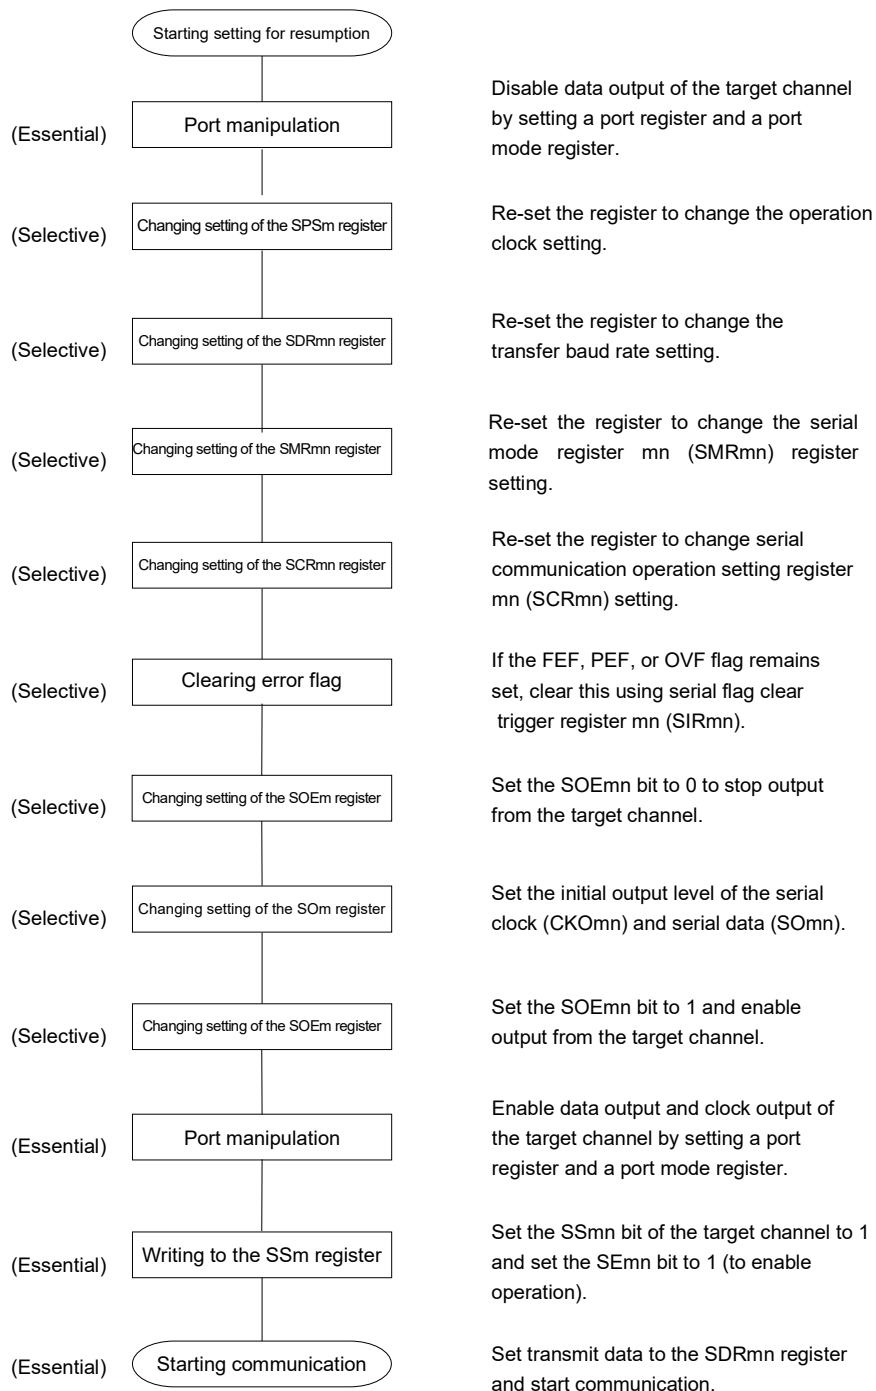 Starting setting for resumption
(Essential)
Port manipulation
Disable data output of the target channel
by setting a port register and a port
mode register.
(Selective)
Changing setting of the SPSm register
Re-set the register to change the operation
clock setting.
(Selective)
Changing setting of the SDRmn register
Re-set the register to change the
transfer baud rate setting.
(Selective)
Changing setting of the SMRmn register
Re-set the register to change the serial
mode register mn (SMRmn) register
setting.
(Selective)
Changing setting of the SCRmn register
Re-set the register to change serial
communication operation setting register
mn (SCRmn) setting.
(Selective)
Clearing error flag
If the FEF, PEF, or OVF flag remains
set, clear this using serial flag clear
trigger register mn (SIRmn).
(Selective)
Changing setting of the SOEm register
Set the SOEmn bit to 0 to stop output
from the target channel.
(Selective)
Changing setting of the SOm register
Set the initial output level of the serial
clock (CKOmn) and serial data (SOmn).
(Selective)
Changing setting of the SOEm register
Set the SOEmn bit to 1 and enable
output from the target channel.
(Essential)
Port manipulation
Enable data output and clock output of
the target channel by setting a port
register and a port mode register.
(Essential)
Writing to the SSm register
Set the SSmn bit of the target channel to 1
and set the SEmn bit to 1 (to enable
operation).
(Essential)
Starting communication
Set transmit data to the SDRmn register
and start communication.